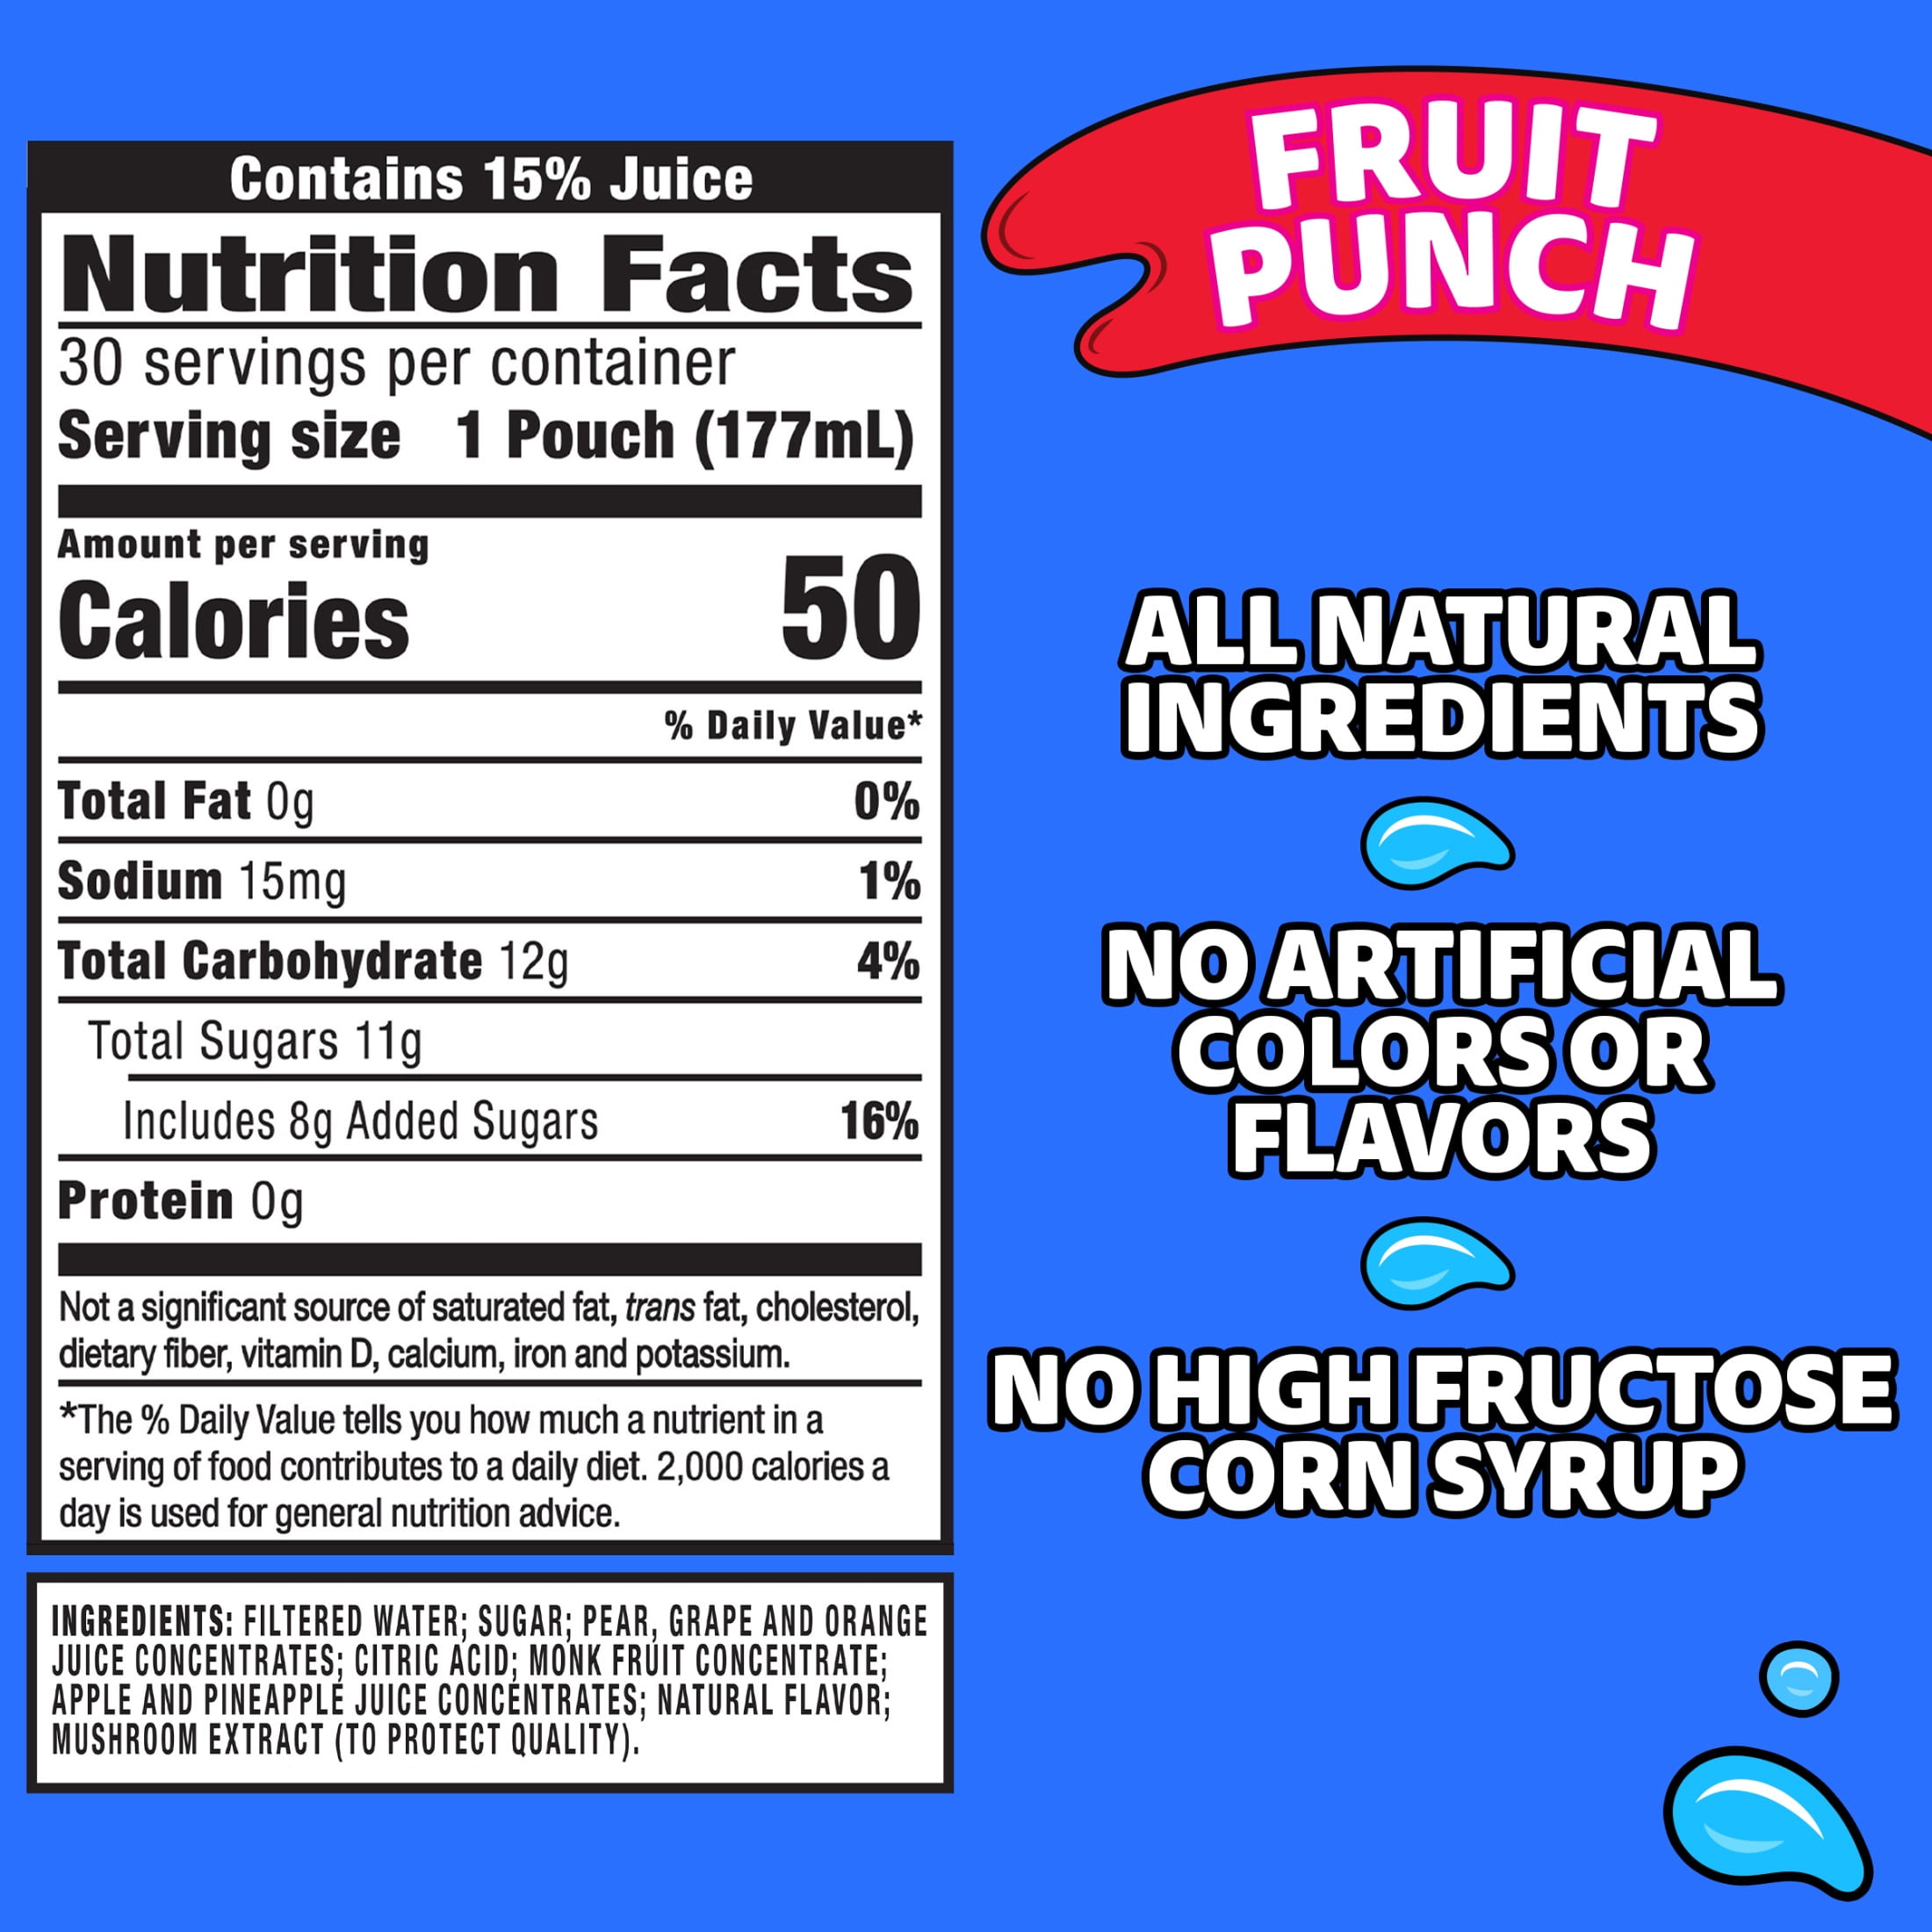 Contains 15% Juice
Nutrition Facts
30 servings per container
Serving size 1 Pouch (177mL)
Amount per serving
Calories 50
% Daily Value*
Total Fat 0g 0%
Sodium 15mg 1%
Total Carbohydrate 12g 4%
Total Sugars 11g
Includes 8g Added Sugars 16%
Protein 0g
Not a significant source of saturated fat, trans fat, cholesterol,
dietary fiber, vitamin D, calcium, iron and potassium.
*The % Daily Value tells you how much a nutrient in a
serving of food contributes to a daily diet. 2,000 calories a
day is used for general nutrition advice.
INGREDIENTS: FILTERED WATER; SUGAR; PEAR, GRAPE AND ORANGE
JUICE CONCENTRATES; CITRIC ACID; MONK FRUIT CONCENTRATE;
APPLE AND PINEAPPLE JUICE CONCENTRATES; NATURAL FLAVOR;
MUSHROOM EXTRACT (TO PROTECT QUALITY).
FRUIT
PUNCH
ALL NATURAL
INGREDIENTS
NO ARTIFICIAL
COLORS OR
FLAVORS
NO HIGH FRUCTOSE
CORN SYRUP